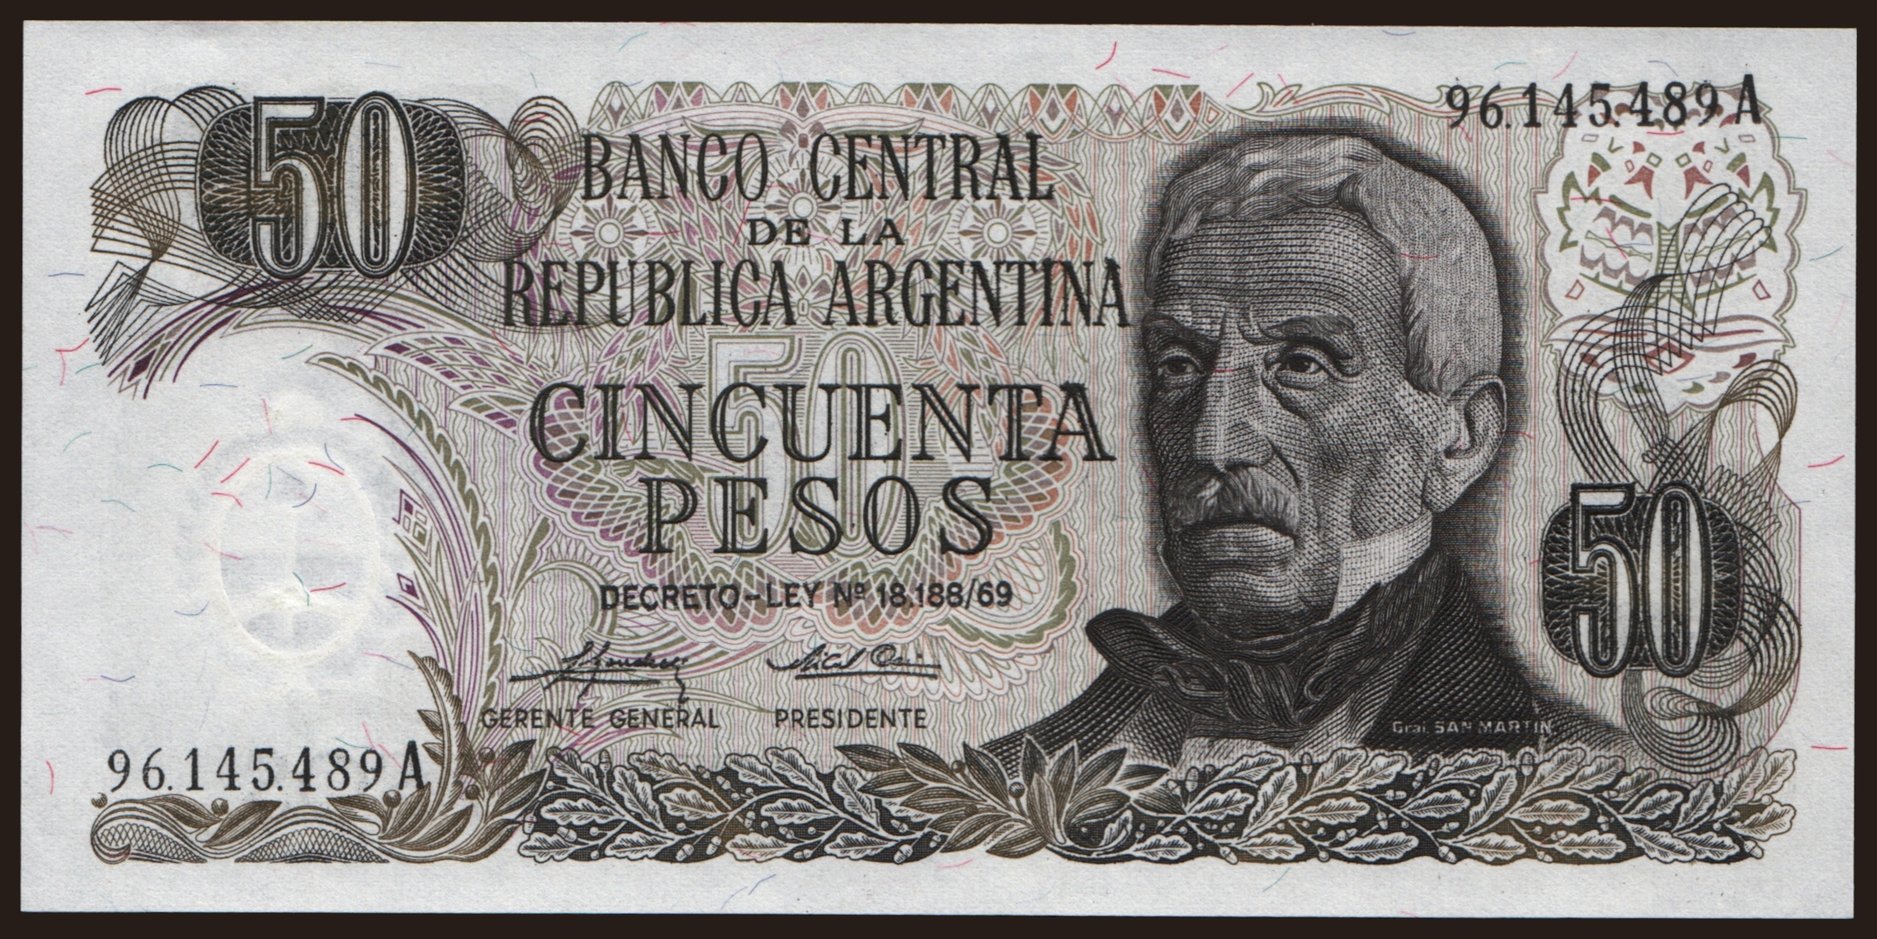 50
96.145.489 A
BANCO CENTRAL
DE LA
REPUBLICA ARGENTINA
50
CINCUENTA
PESOS
50
DECRETO-LEY Nº 18.188/69
GERENTE GENERAL PRESIDENTE
Gral. SAN MARTIN
96.145.489 A